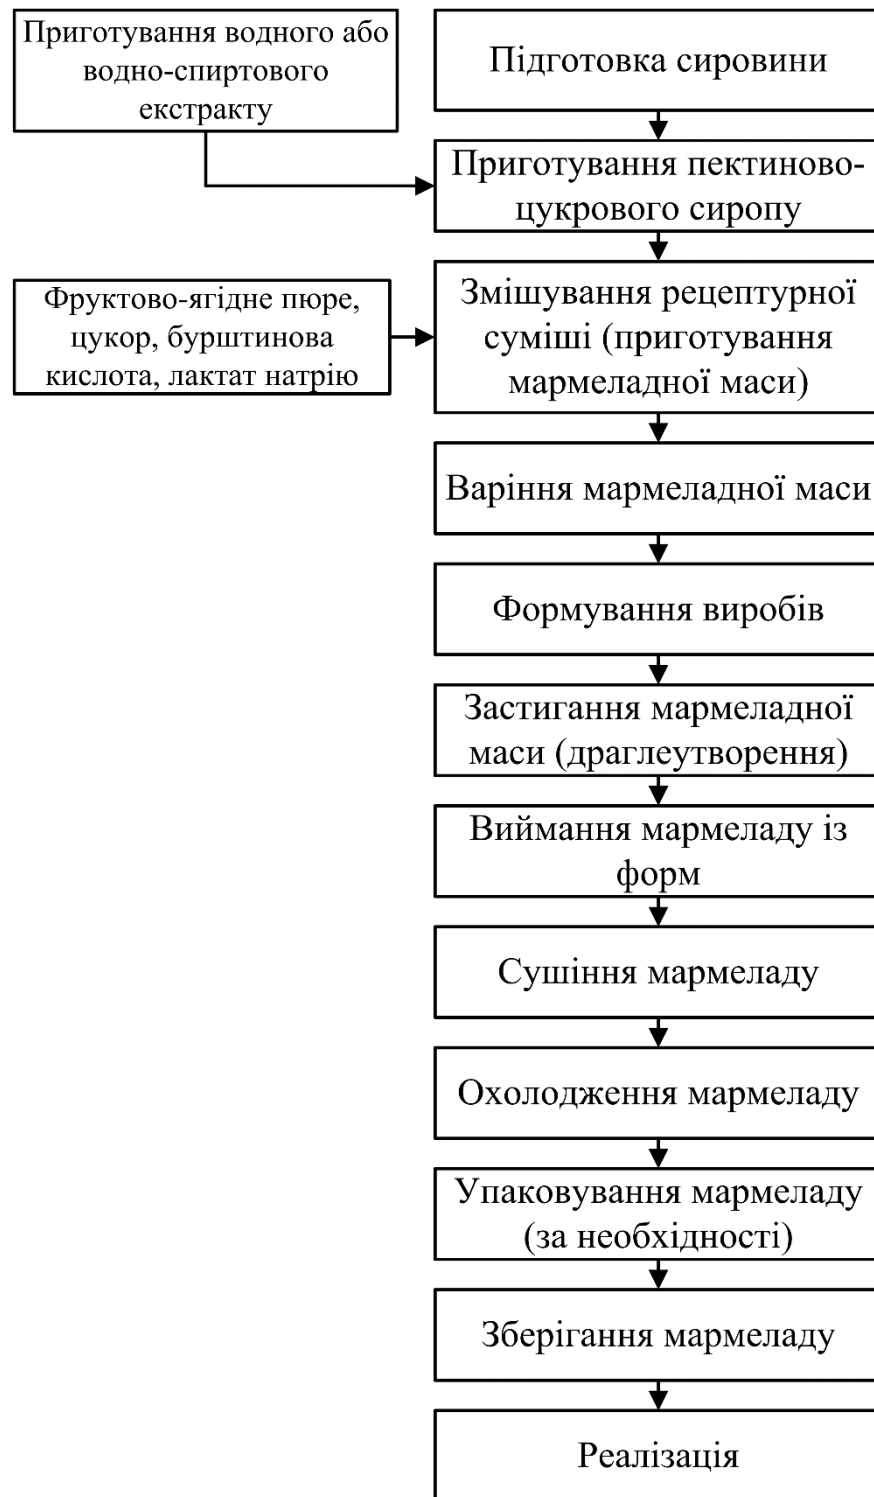 Приготування водного або
водно-спиртового
екстракту
Підготовка сировини
Приготування пектиново-
цукрового сиропу
Фруктово-ягідне пюре,
цукор, бурштинова
кислота, лактат натрію
Змішування рецептурної
суміші (приготування
мармеладної маси)
Варіння мармеладної маси
Формування виробів
Застигання мармеладної
маси (драглеутворення)
Виймання мармеладу із
форм
Сушіння мармеладу
Охолодження мармеладу
Упаковування мармеладу
(за необхідності)
Зберігання мармеладу
Реалізація